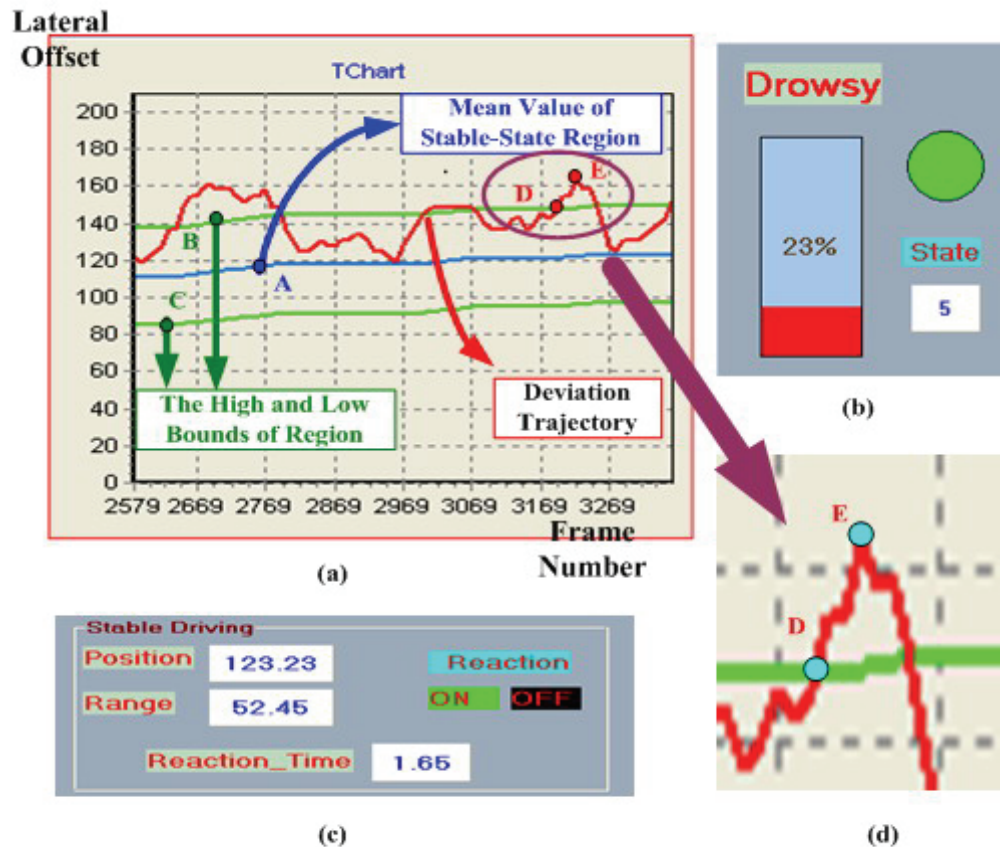 Lateral
Offset
TChart
200
180
160
140
120
100
80
60
40
20
0
2579 2669 2769 2869 2969 3069 3169 3269
Mean Value of
Stable-State Region
D
E
B
A
C
The High and Low
Bounds of Region
Deviation
Trajectory
Frame
Number
(a)
Drowsy
23%
State
5
(b)
Stable Driving
Position
123.23
Range
52.45
Reaction
ON
OFF
Reaction_Time
1.65
(c)
E
D
(d)